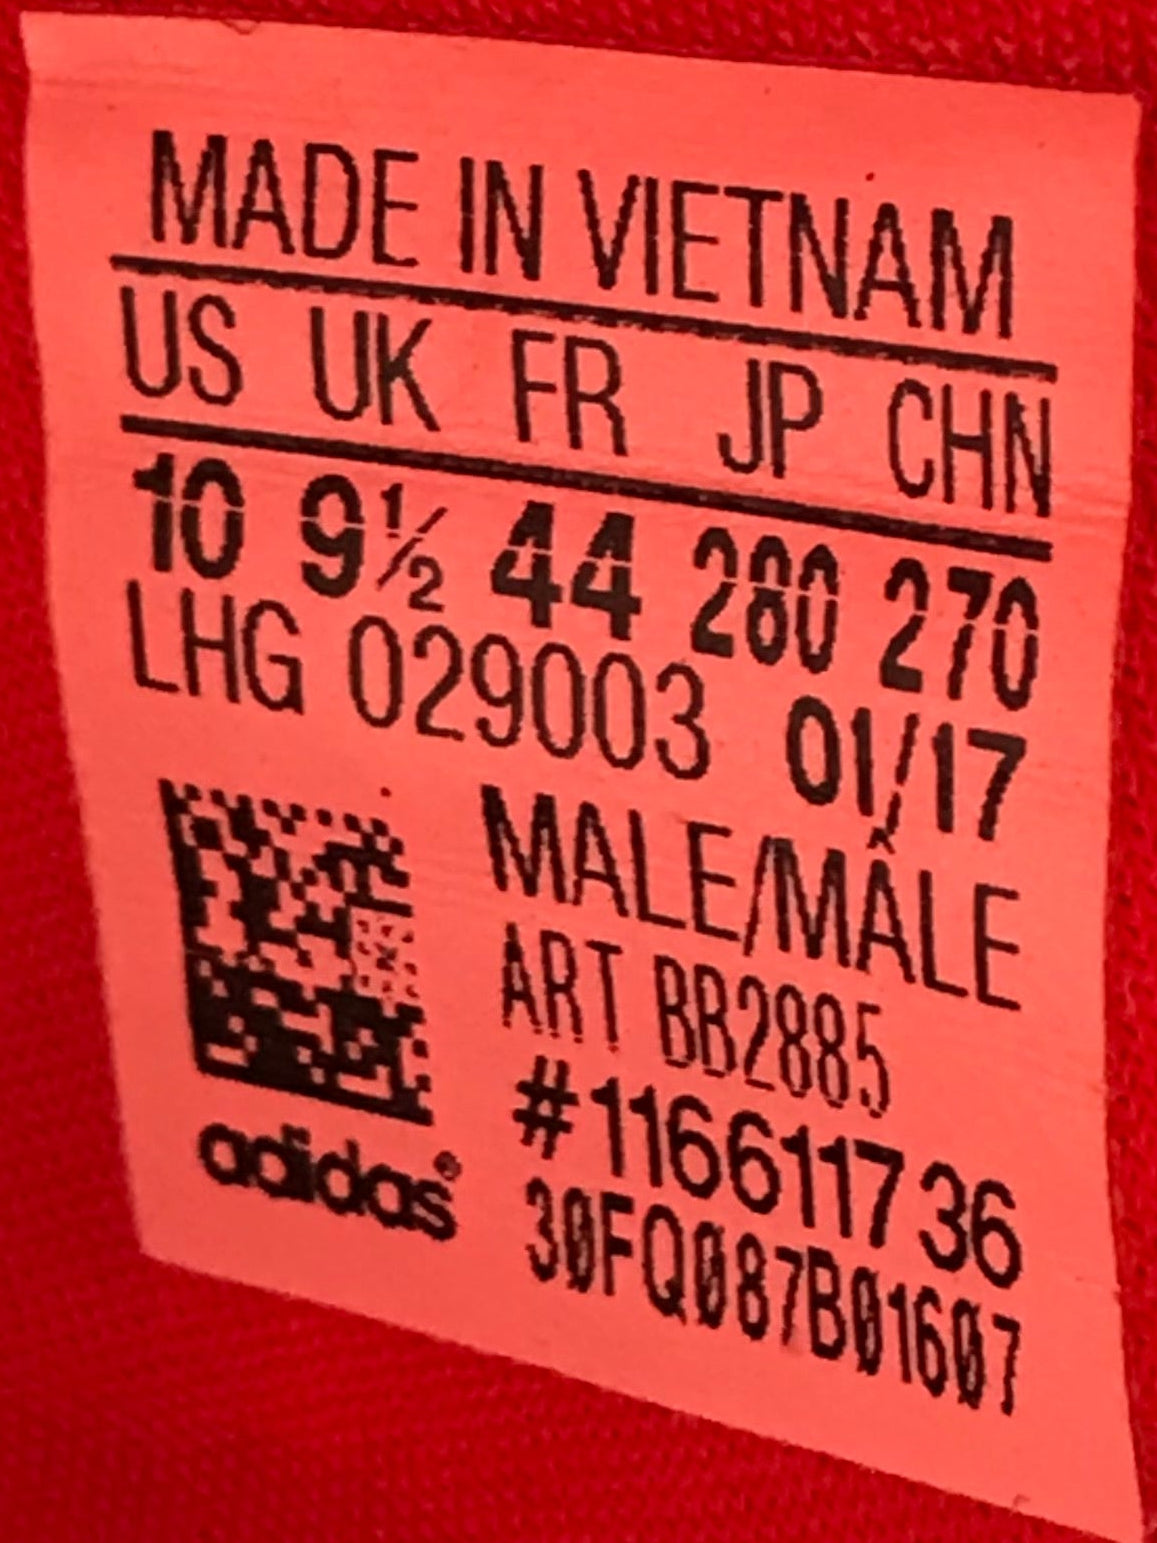 MADE IN VIETNAM
US UK FR JP CHN
10 9½ 44 280 270
LHG 029003 01/17
MALE/MÂLE
ART BB2885
#116611736
30FQ087B01607
adidas®